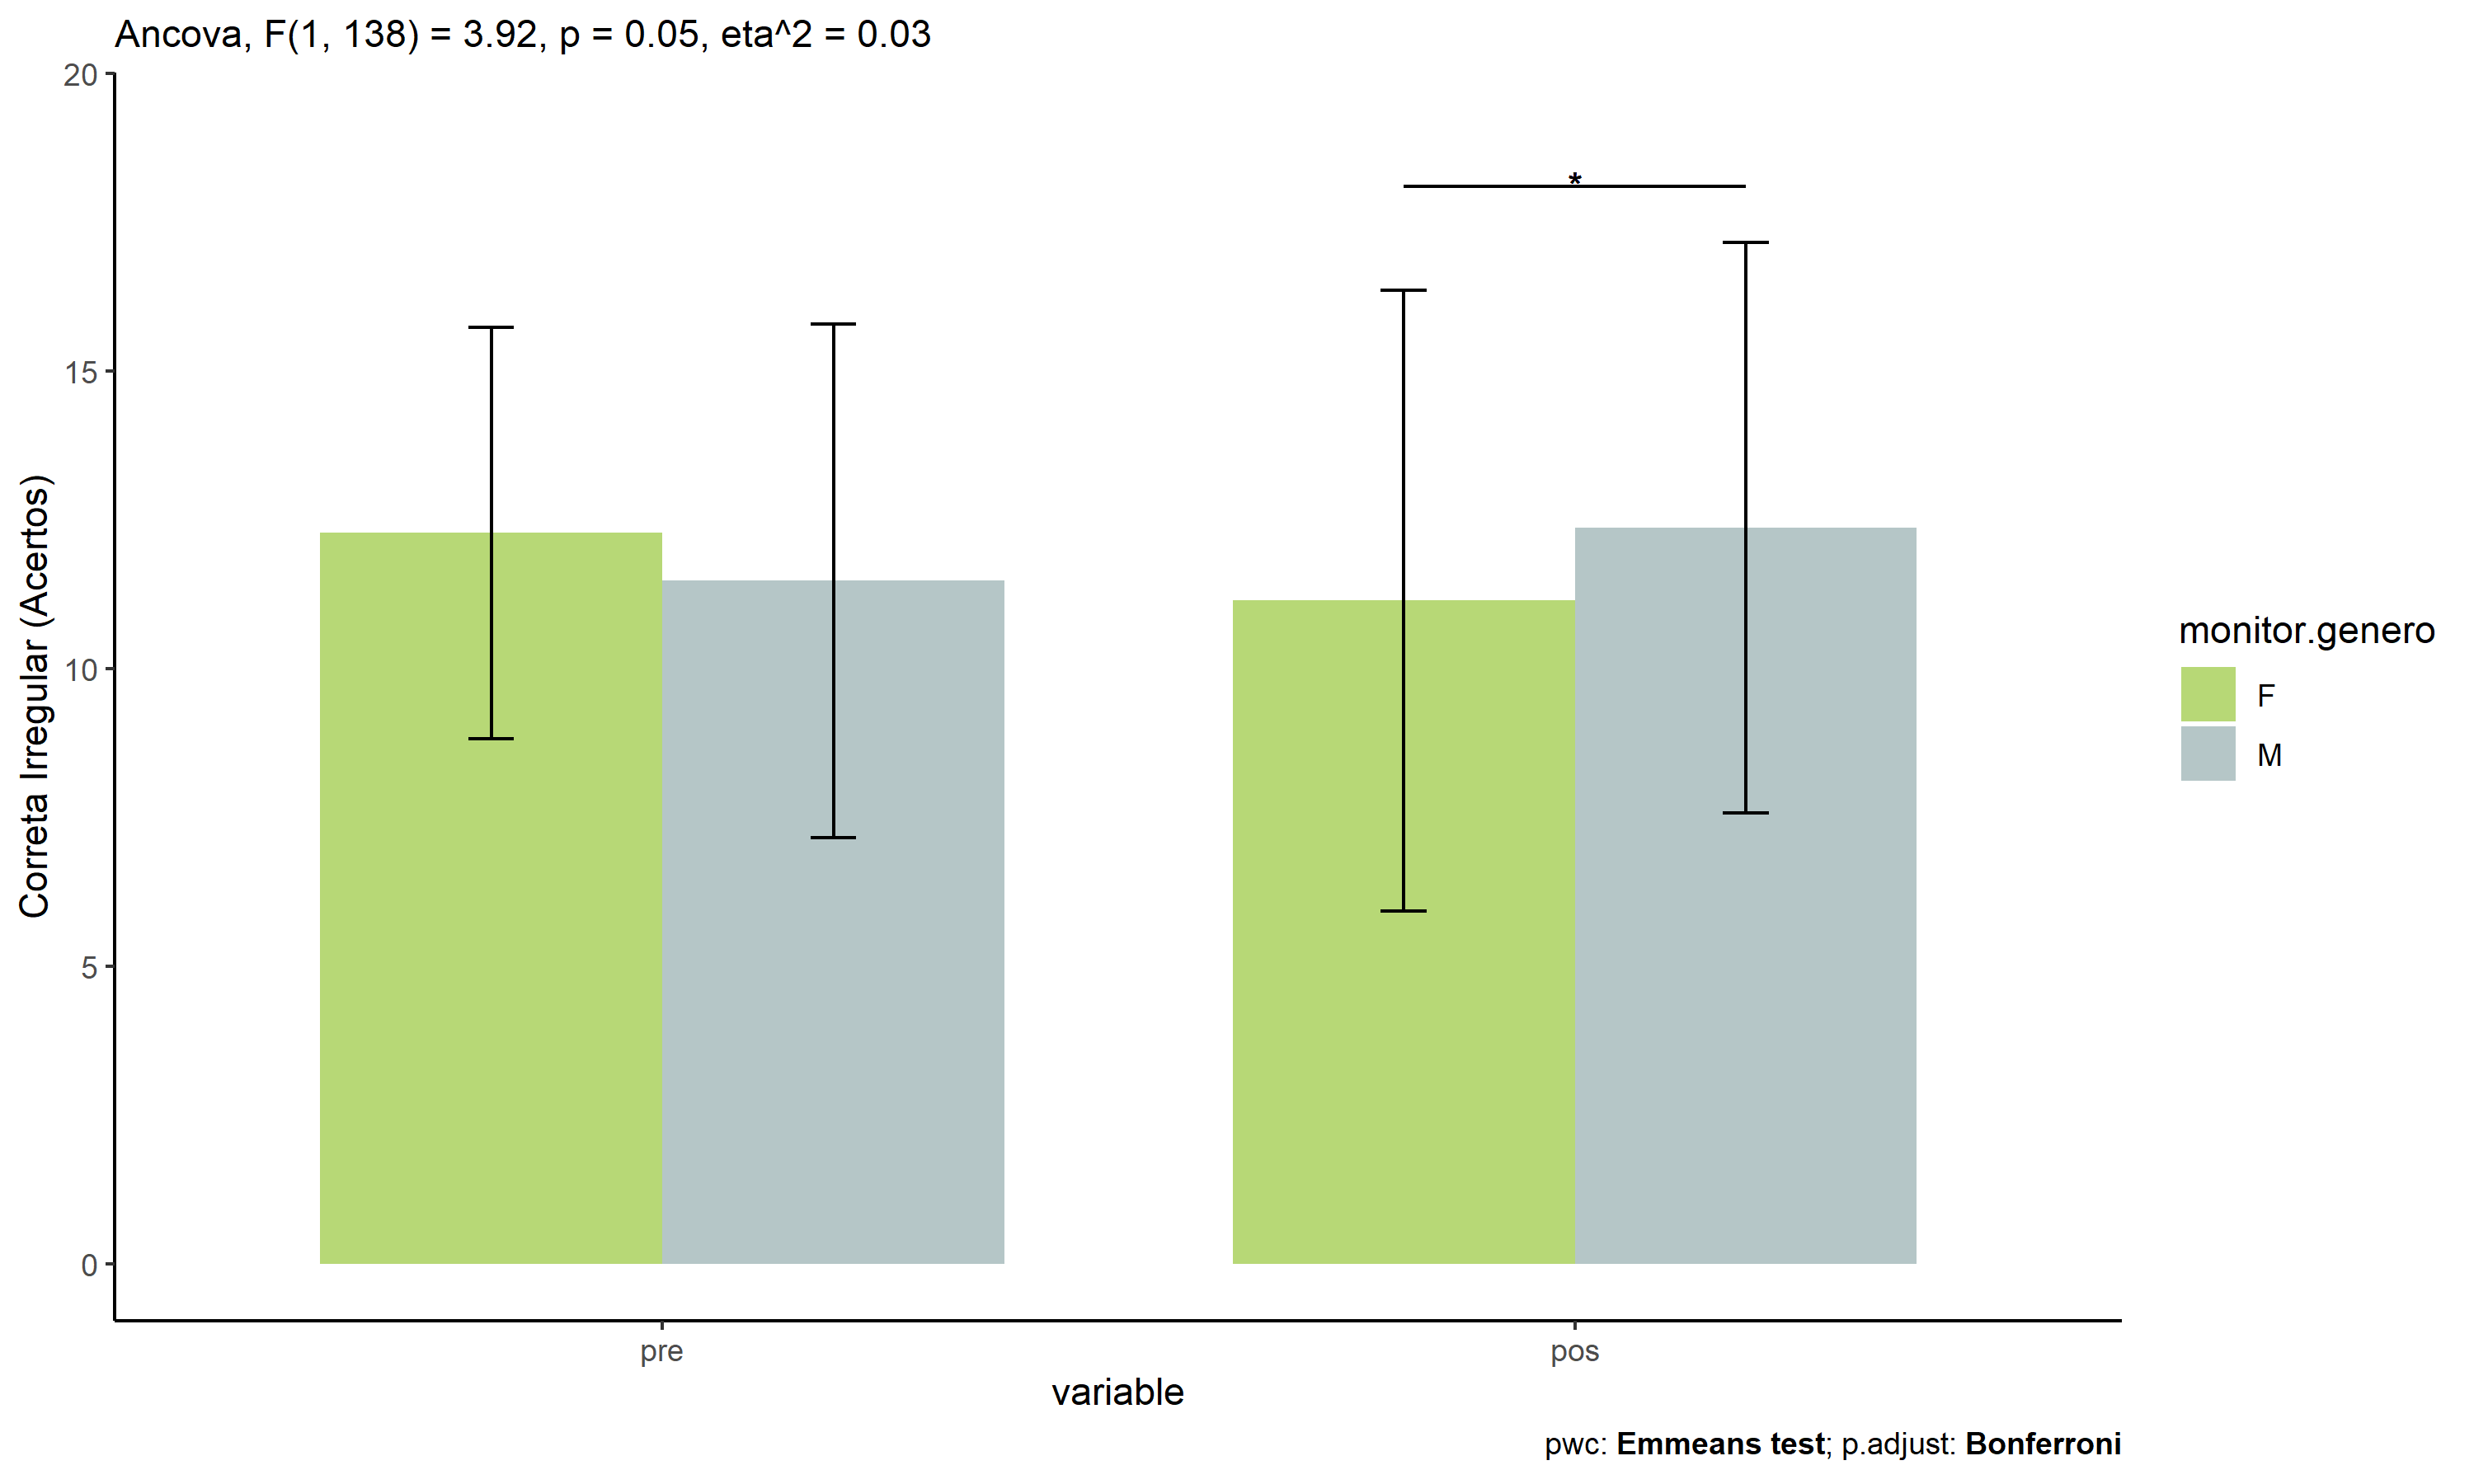 Ancova, F(1, 138) = 3.92, p = 0.05, eta^2 = 0.03
20
15
10
5
0
Correta Irregular (Acertos)
*
pre
pos
variable
monitor.genero
F
M
pwc: Emmeans test; p.adjust: Bonferroni